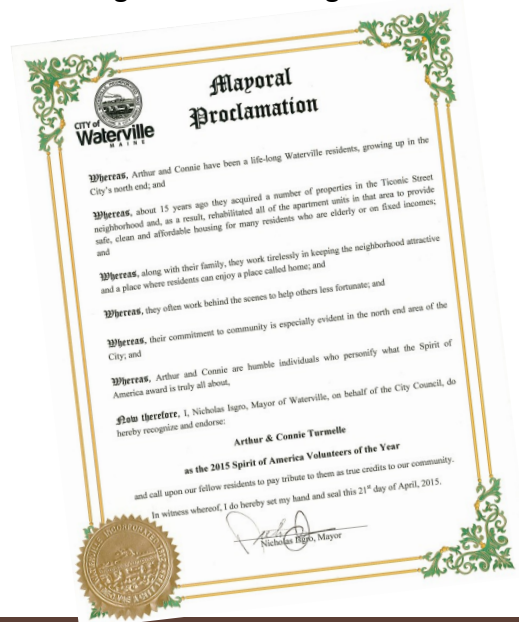 Mayoral
Proclamation
CITY of
Waterville
MAINE
Whereas, Arthur and Connie have been a life-long Waterville residents, growing up in the
City's north end; and
Whereas, about 15 years ago they acquired a number of properties in the Ticonic Street
neighborhood and, as a result, rehabilitated all of the apartment units in that area to provide
safe, clean and affordable housing for many residents who are elderly or on fixed incomes;
and
Whereas, along with their family, they work tirelessly in keeping the neighborhood attractive
and a place where residents can enjoy a place called home; and
Whereas, they often work behind the scenes to help others less fortunate; and
Whereas, their commitment to community is especially evident in the north end area of the
City; and
Whereas, Arthur and Connie are humble individuals who personify what the Spirit of
America award is truly all about,
Now therefore, I, Nicholas Isgro, Mayor of Waterville, on behalf of the City Council, do
hereby recognize and endorse:
Arthur & Connie Turmelle
as the 2015 Spirit of America Volunteers of the Year
and call upon our fellow residents to pay tribute to them as true credits to our community.
In witness whereof, I do hereby set my hand and seal this 21st day of April, 2015.
Nicholas Isgro, Mayor